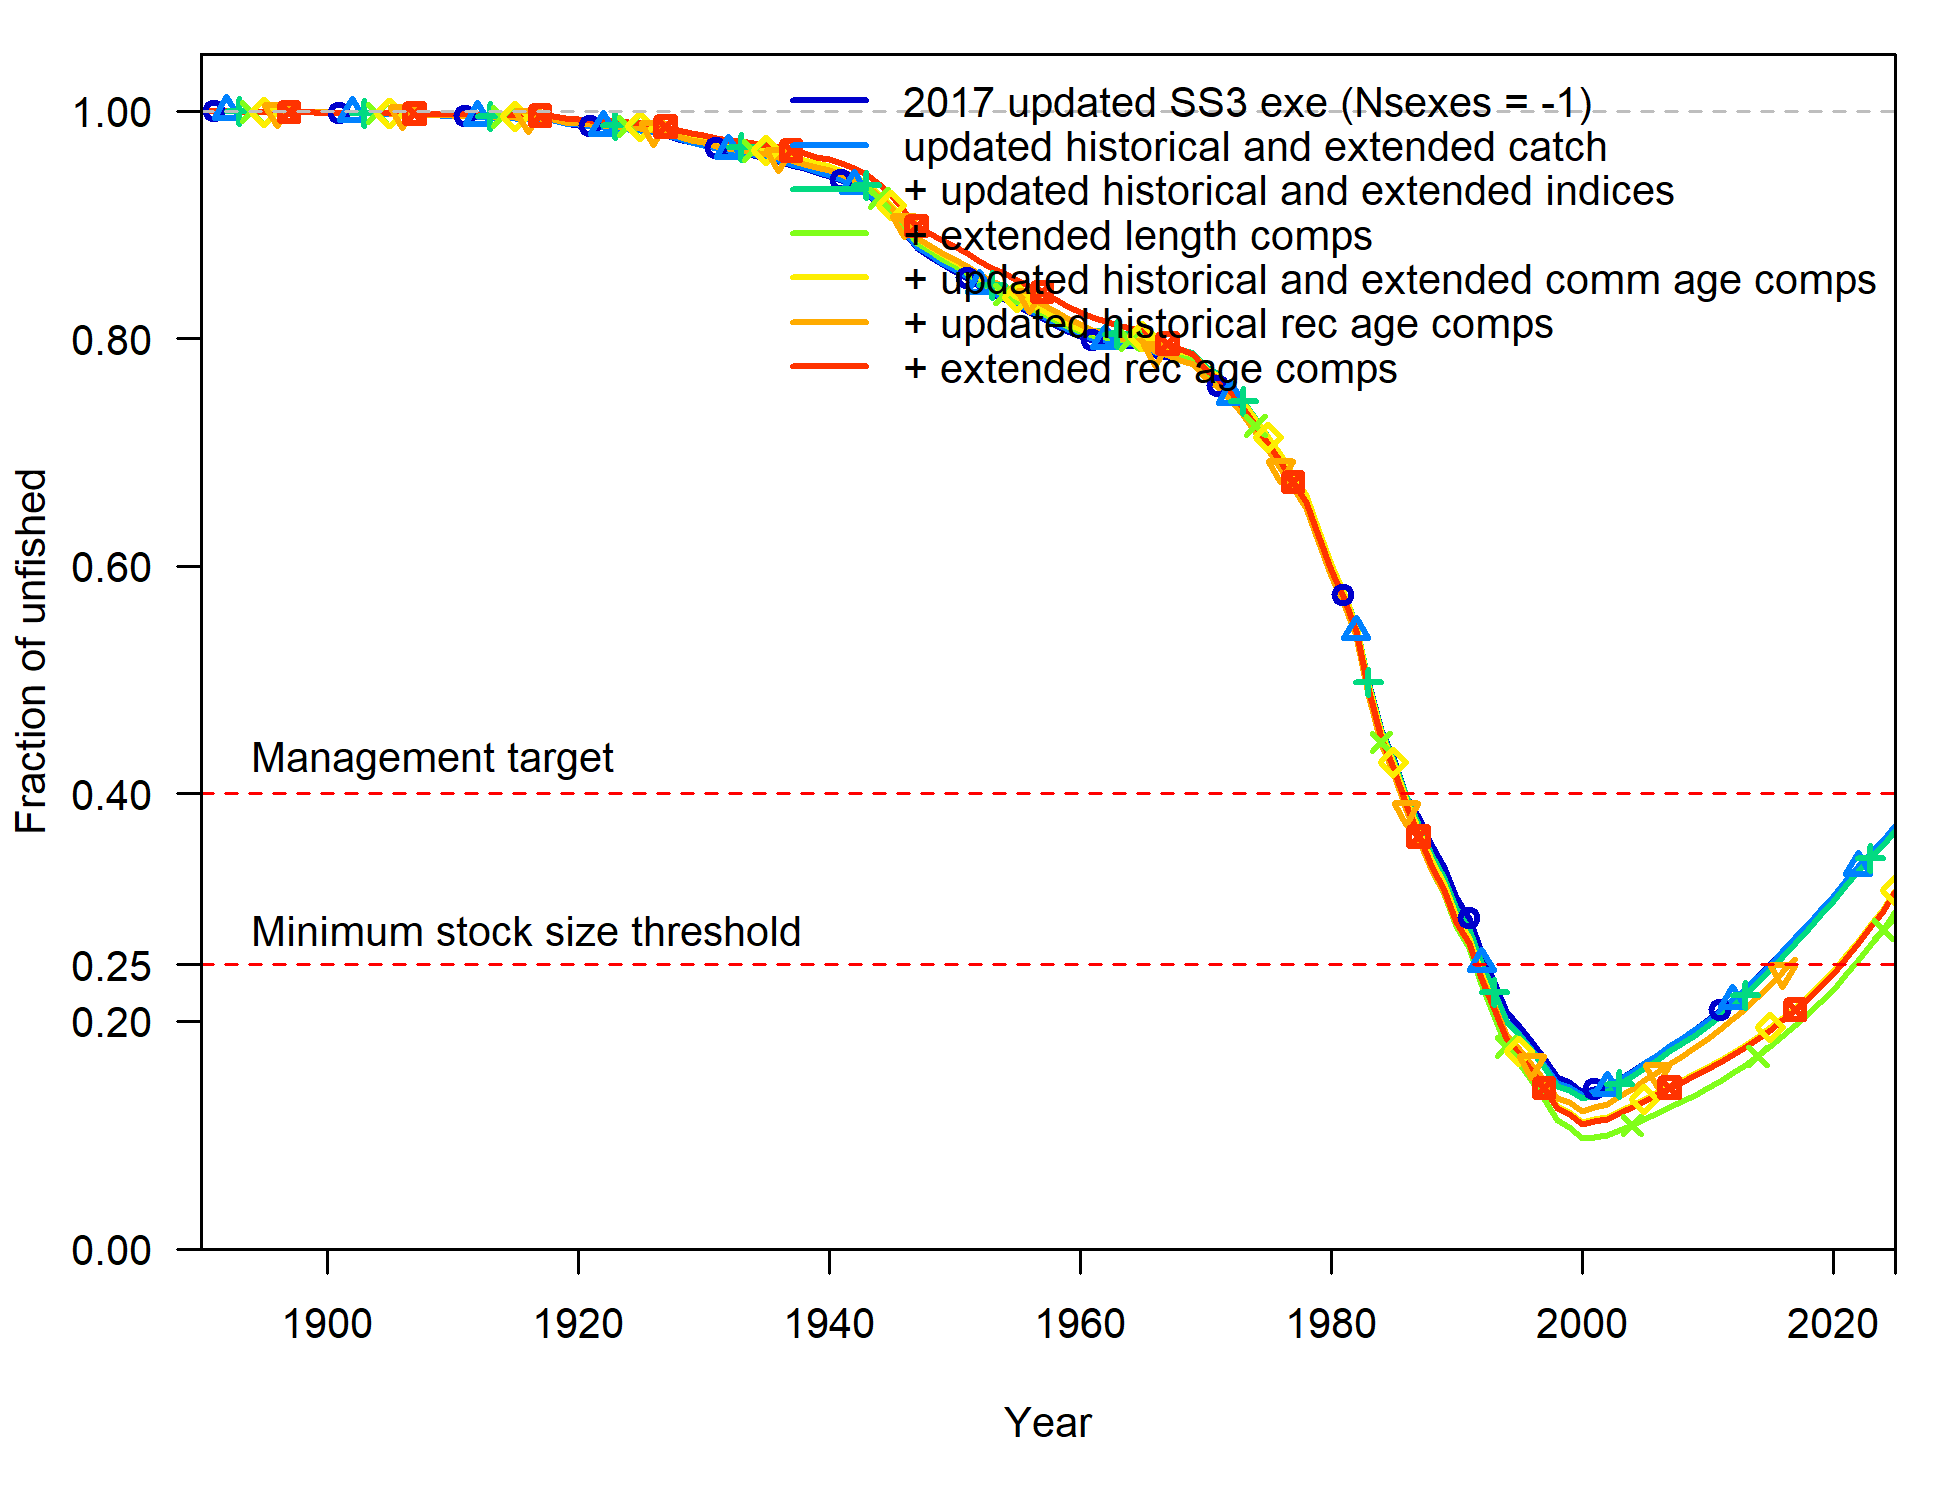 2017 updated SS3 exe (Nsexes = -1)
updated historical and extended catch
+ updated historical and extended indices
+ extended length comps
+ updated historical and extended comm age comps
+ updated historical rec age comps
+ extended rec age comps
Fraction of unfished
1.00
0.80
0.60
0.40
0.25
0.20
0.00
Management target
Minimum stock size threshold
1900 1920 1940 1960 1980 2000 2020
Year